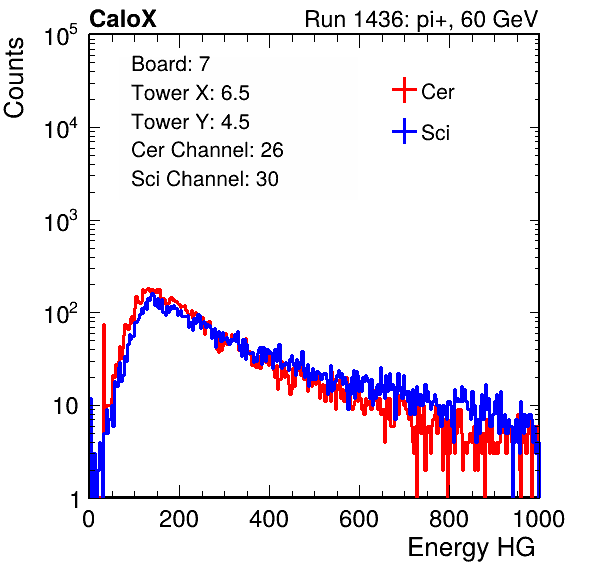 CaloX Run 1436: pi+, 60 GeV
Board: 7
Tower X: 6.5
Tower Y: 4.5
Cer Channel: 26
Sci Channel: 30
Cer
Sci
Counts
10^5
10^4
10^3
10^2
10
1
0 200 400 600 800 1000
Energy HG